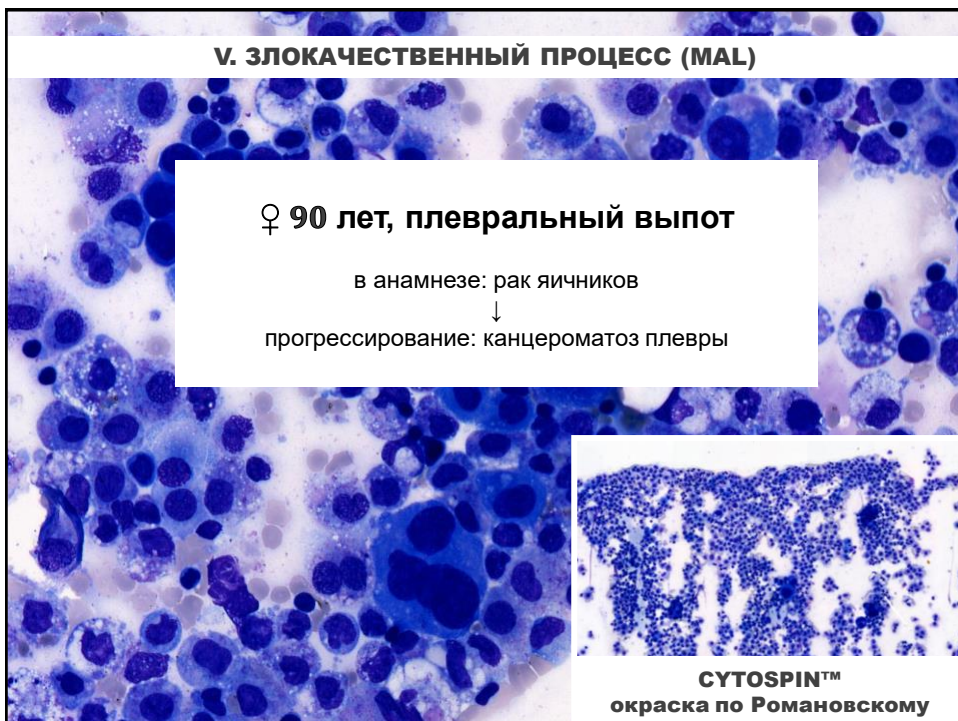 V. ЗЛОКАЧЕСТВЕННЫЙ ПРОЦЕСС (MAL)
♀ 90 лет, плевральный выпот
в анамнезе: рак яичников
↓
прогрессирование: канцероматоз плевры
CYTOSPIN™
окраска по Романовскому